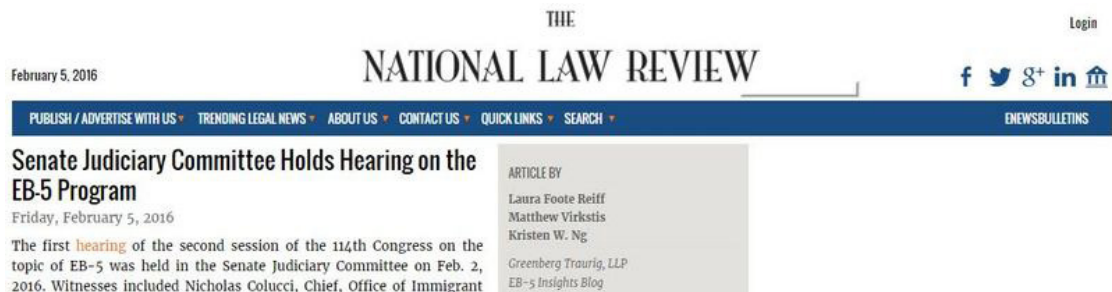 THE
Login
NATIONAL LAW REVIEW
February 5, 2016
f g+ in
PUBLISH / ADVERTISE WITH US TRENDING LEGAL NEWS ABOUT US CONTACT US QUICK LINKS SEARCH ENEWSBULLETINS
Senate Judiciary Committee Holds Hearing on the
EB-5 Program
Friday, February 5, 2016
The first hearing of the second session of the 114th Congress on the
topic of EB-5 was held in the Senate Judiciary Committee on Feb. 2,
2016. Witnesses included Nicholas Colucci, Chief, Office of Immigrant
ARTICLE BY
Laura Foote Reiff
Matthew Virkstis
Kristen W. Ng
Greenberg Traurig, LLP
EB-5 Insights Blog